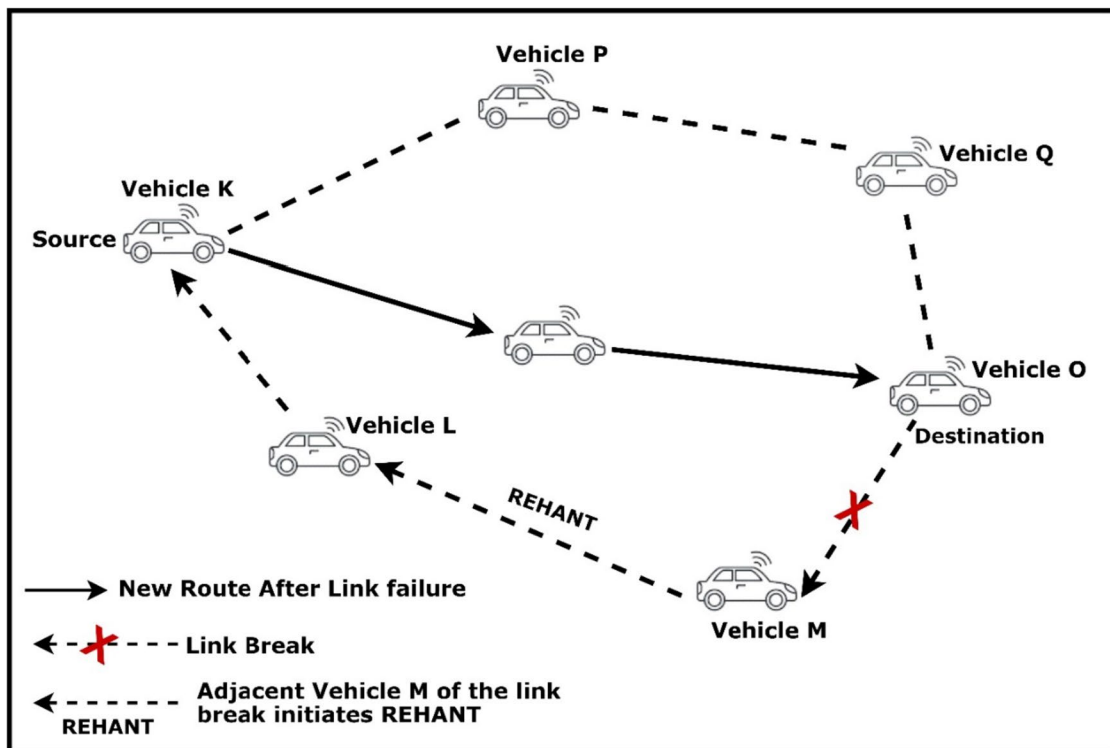 Vehicle P
Vehicle Q
Vehicle K
Source
Vehicle O
Destination
Vehicle L
REHANT
Vehicle M
New Route After Link failure
Link Break
Adjacent Vehicle M of the link
break initiates REHANT
REHANT